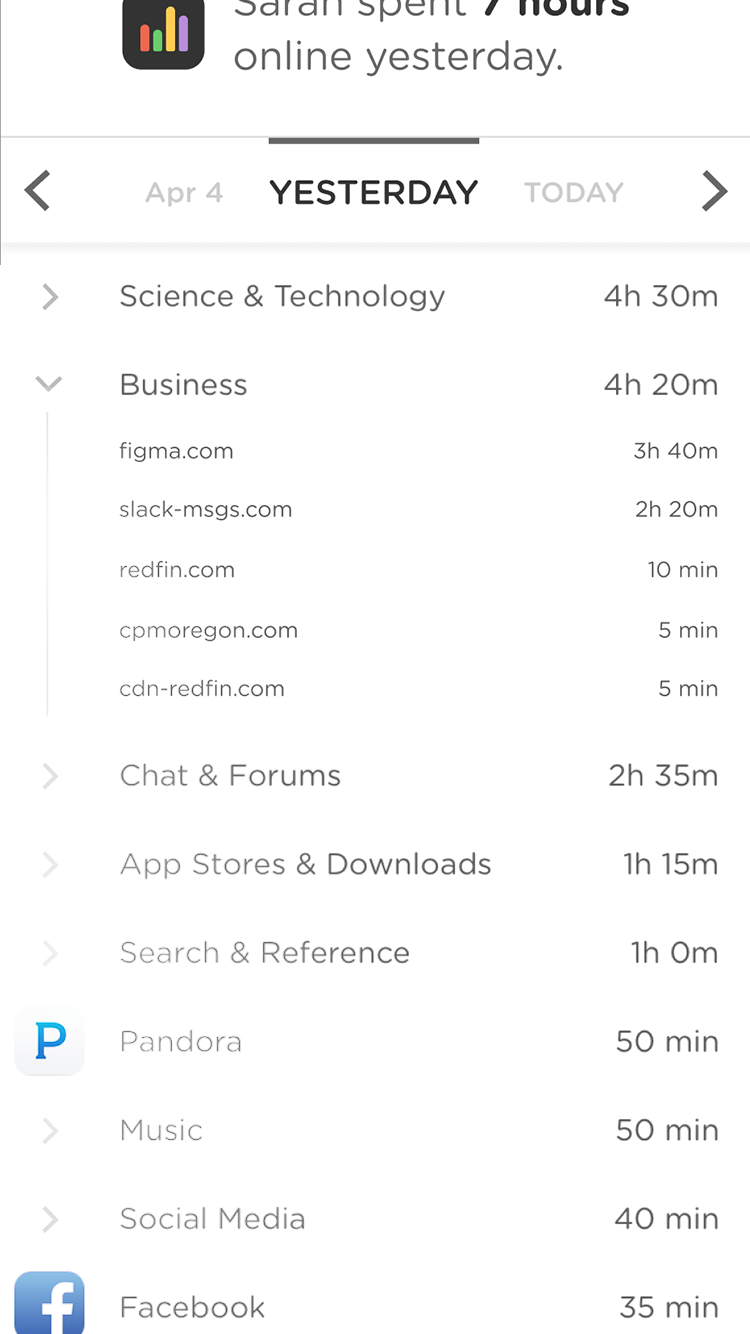 Sarah spent 7 hours
online yesterday.
Apr 4 YESTERDAY TODAY
Science & Technology 4h 30m
Business 4h 20m
figma.com 3h 40m
slack-msgs.com 2h 20m
redfin.com 10 min
cpmoregon.com 5 min
cdn-redfin.com 5 min
Chat & Forums 2h 35m
App Stores & Downloads 1h 15m
Search & Reference 1h 0m
P Pandora 50 min
Music 50 min
Social Media 40 min
f Facebook 35 min